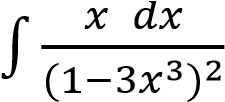 ∫ x dx / (1−3x³)²